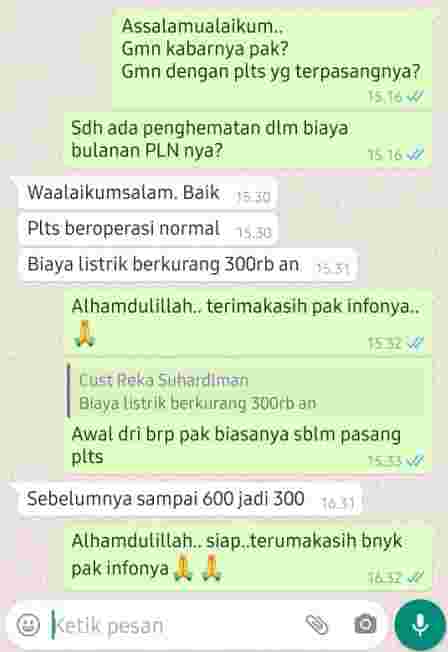 Assalamualaikum..
Gmn kabarnya pak?
Gmn dengan plts yg terpasangnya?
15.16
Sdh ada penghematan dlm biaya
bulanan PLN nya?
15.16
Waalaikumsalam. Baik 15.30
Plts beroperasi normal 15.30
Biaya listrik berkurang 300rb an 15.31
Alhamdulillah.. terimakasih pak infonya..
🙏
15.32
Cust Reka Suhardiman
Biaya listrik berkurang 300rb an
Awal dri brp pak biasanya sblm pasang
plts
15.33
Sebelumnya sampai 600 jadi 300 16.31
Alhamdulillah.. siap..terumakasih bnyk
pak infonya🙏 🙏
16.32
Ketik pesan